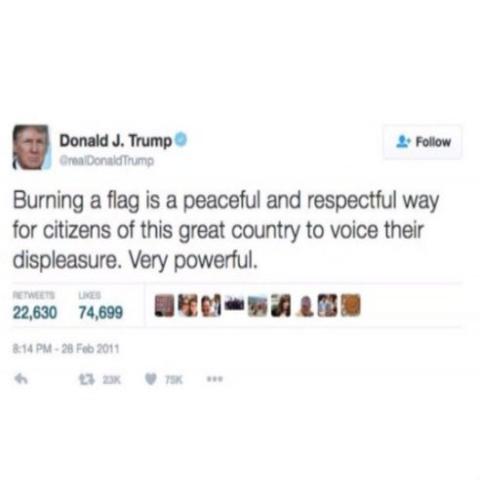 Donald J. Trump
@realDonaldTrump
Follow
Burning a flag is a peaceful and respectful way
for citizens of this great country to voice their
displeasure. Very powerful.
RETWEETS LIKES
22,630 74,699
8:14 PM - 28 Feb 2011
23K 75K